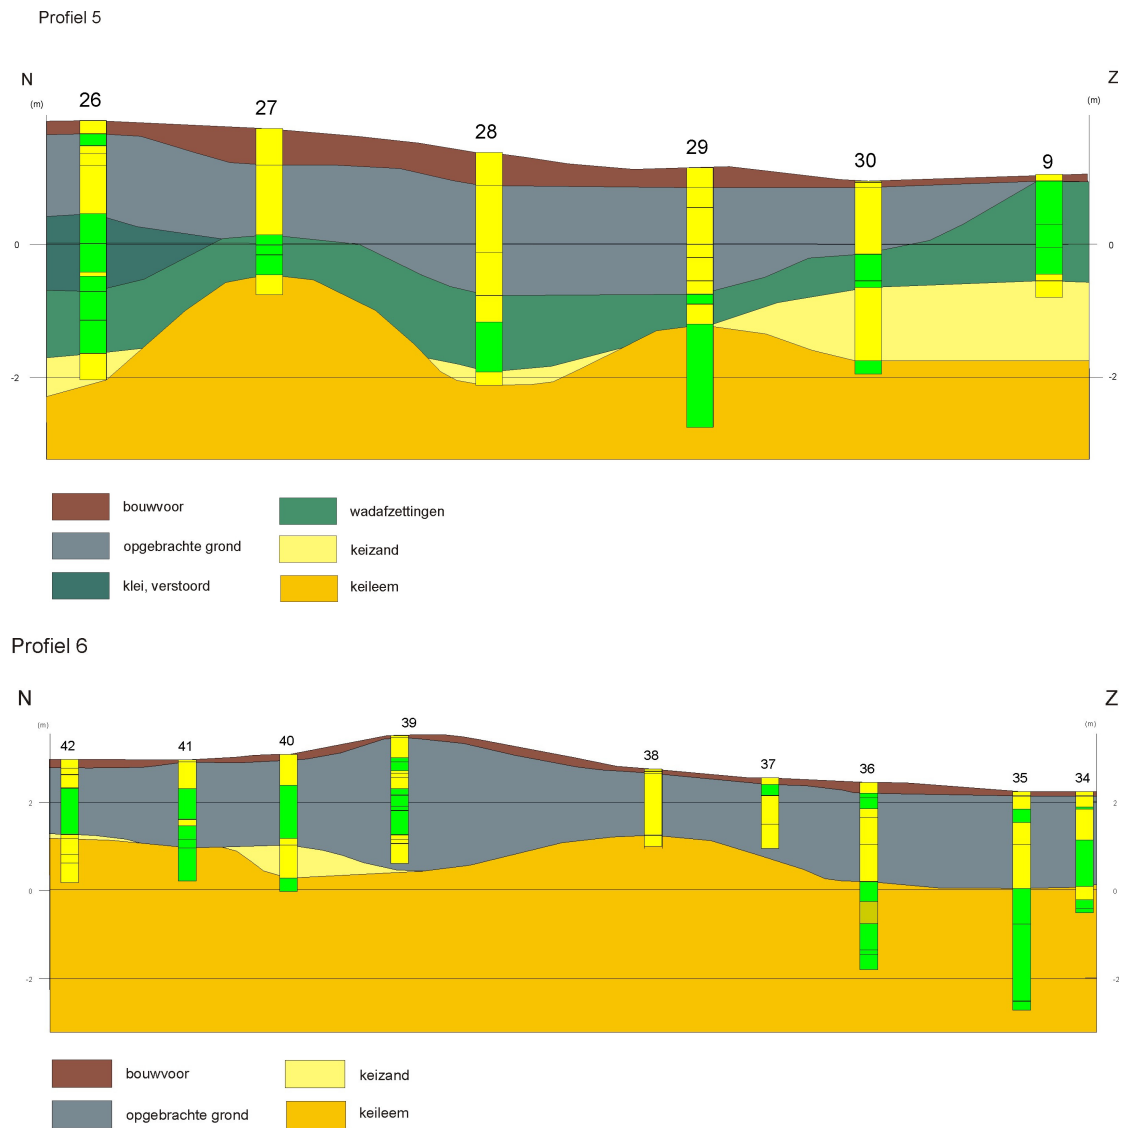 Profiel 5
N Z
(m) (m)
26 27 28 29 30 9
0 0
-2 -2
bouwvoor wadafzettingen
opgebrachte grond keizand
klei, verstoord keileem
Profiel 6
N Z
(m) (m)
42 41 40 39 38 37 36 35 34
2 2
0 0
-2 -2
bouwvoor keizand
opgebrachte grond keileem